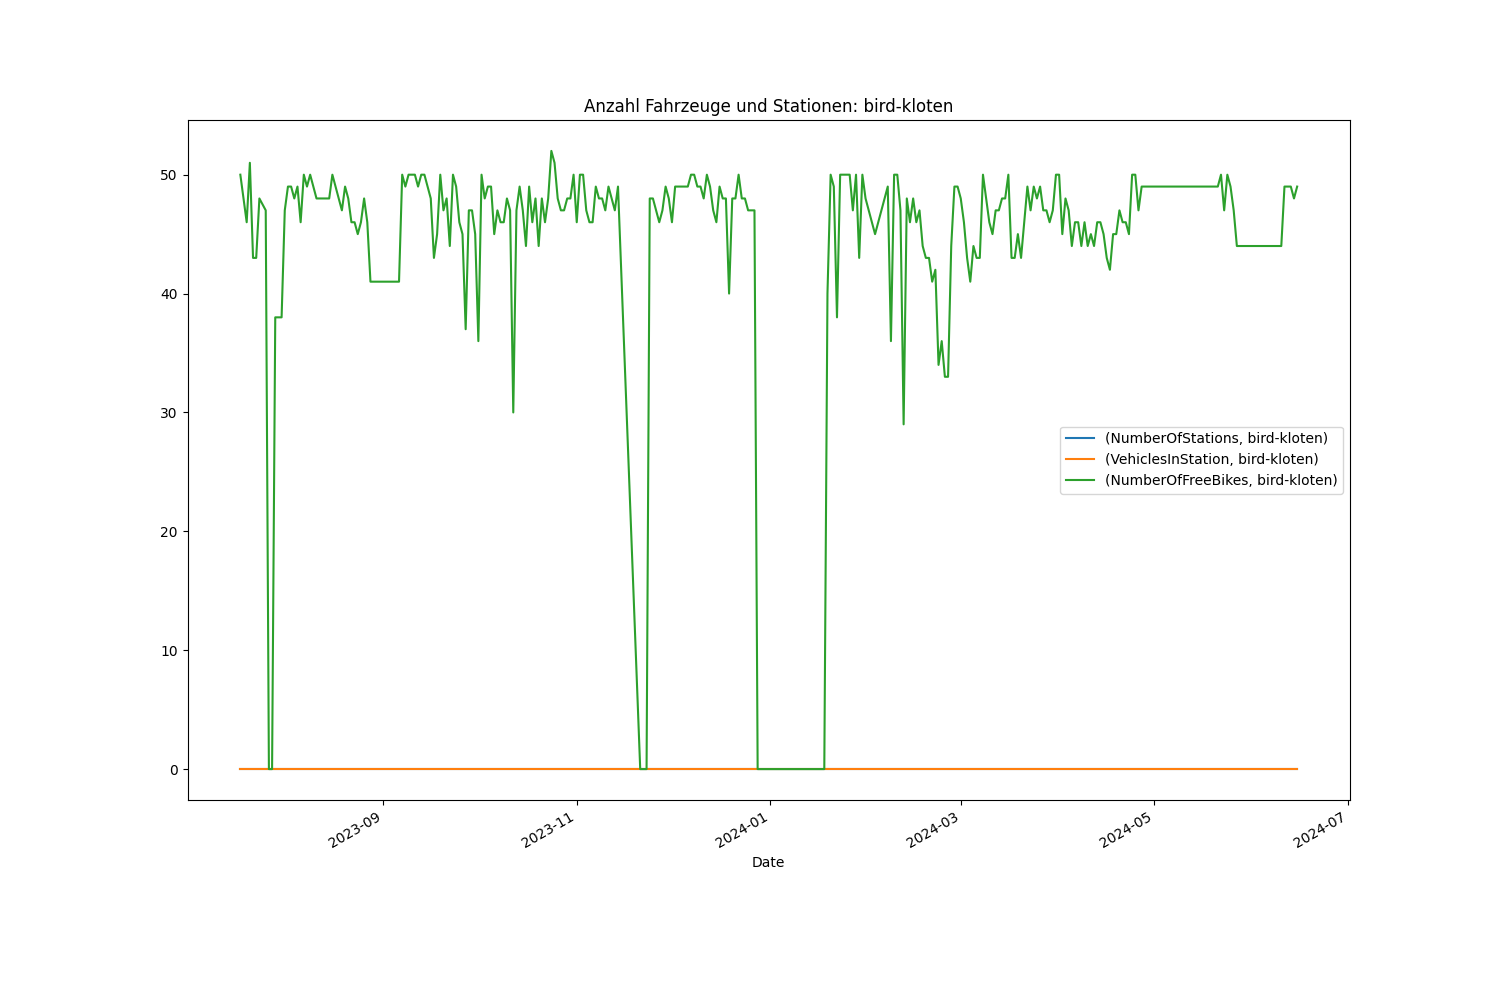 Anzahl Fahrzeuge und Stationen: bird-kloten
50
40
30
20
10
0
(NumberOfStations, bird-kloten)
(VehiclesInStation, bird-kloten)
(NumberOfFreeBikes, bird-kloten)
2023-09
2023-11
2024-01
2024-03
2024-05
2024-07
Date